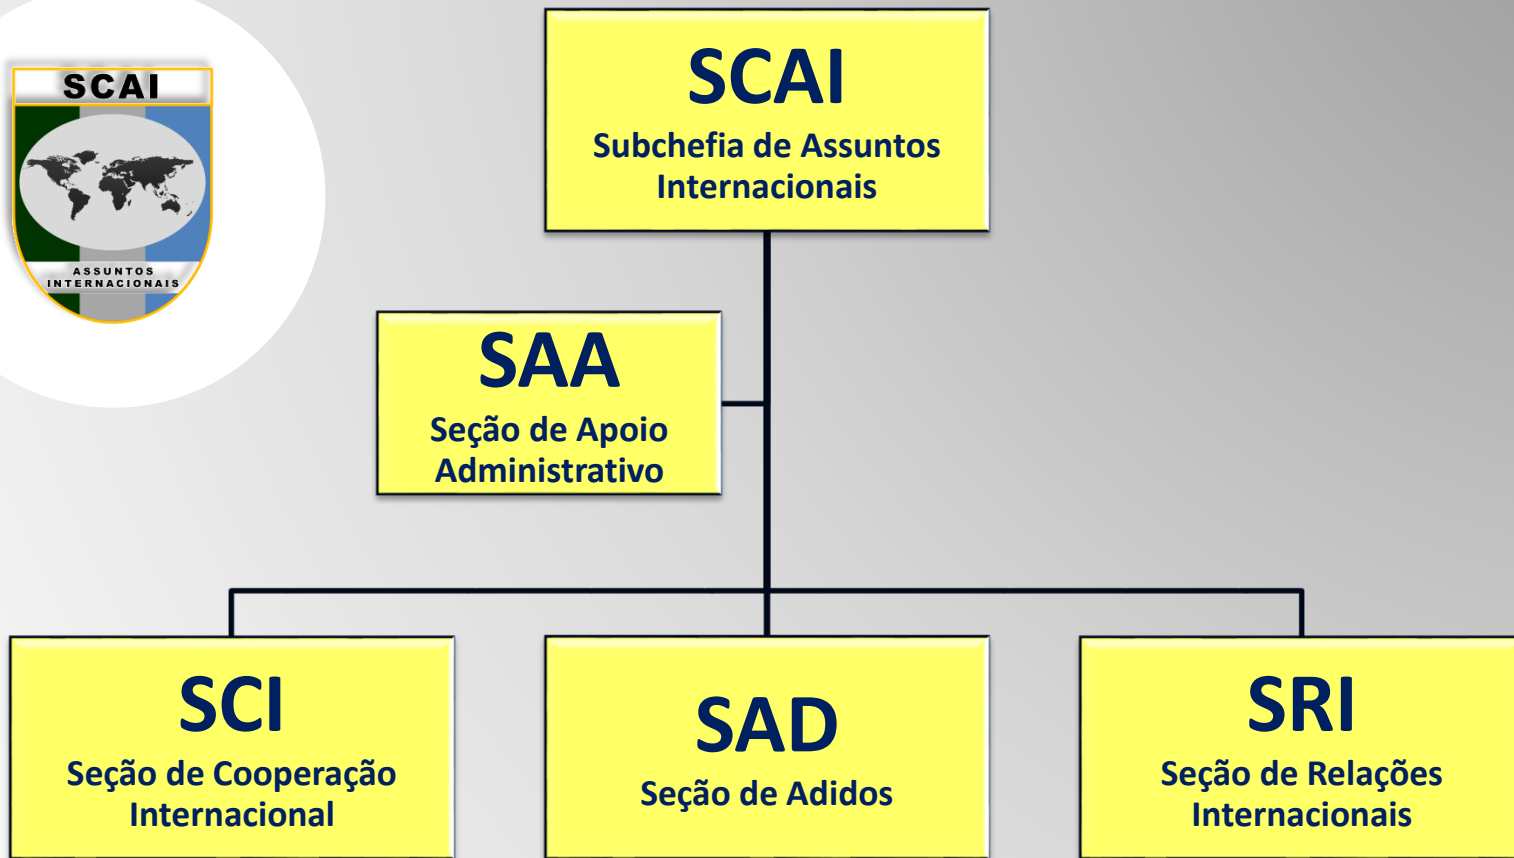 SCAI
ASSUNTOS
INTERNACIONAIS
SCAI
Subchefia de Assuntos
Internacionais
SAA
Seção de Apoio
Administrativo
SCI
Seção de Cooperação
Internacional
SAD
Seção de Adidos
SRI
Seção de Relações
Internacionais